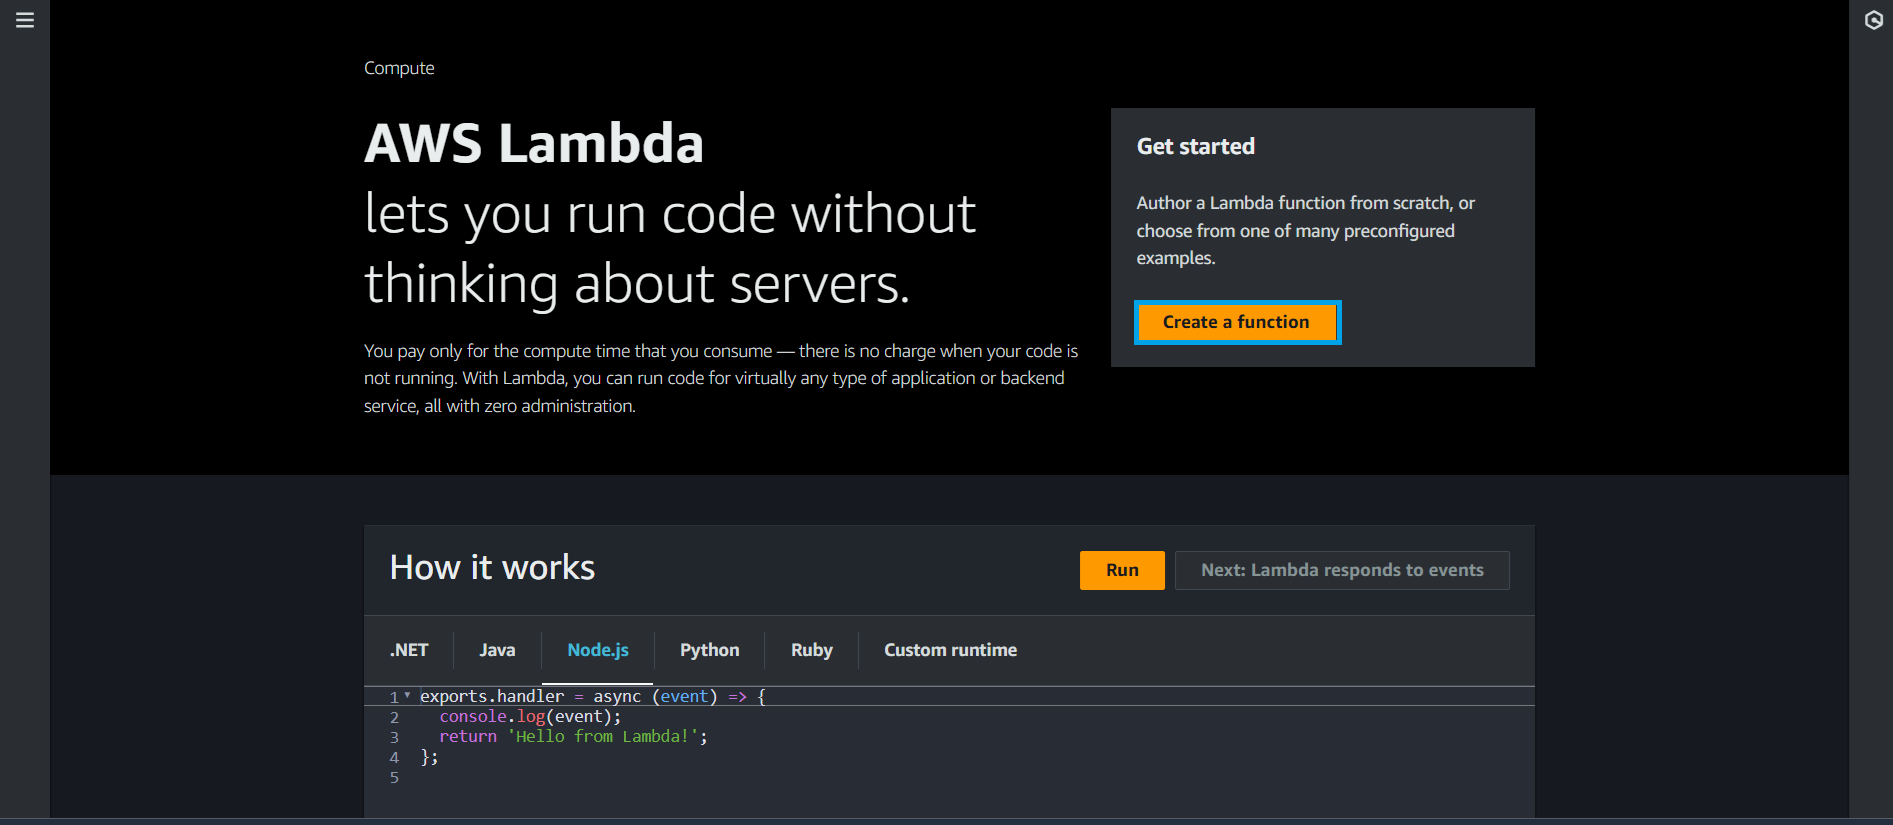 Compute
AWS Lambda
lets you run code without
thinking about servers.
You pay only for the compute time that you consume — there is no charge when your code is
not running. With Lambda, you can run code for virtually any type of application or backend
service, all with zero administration.
Get started
Author a Lambda function from scratch, or
choose from one of many preconfigured
examples.
Create a function
How it works
Run
Next: Lambda responds to events
.NET
Java
Node.js
Python
Ruby
Custom runtime
1 exports.handler = async (event) => {
2 console.log(event);
3 return 'Hello from Lambda!';
4 };
5